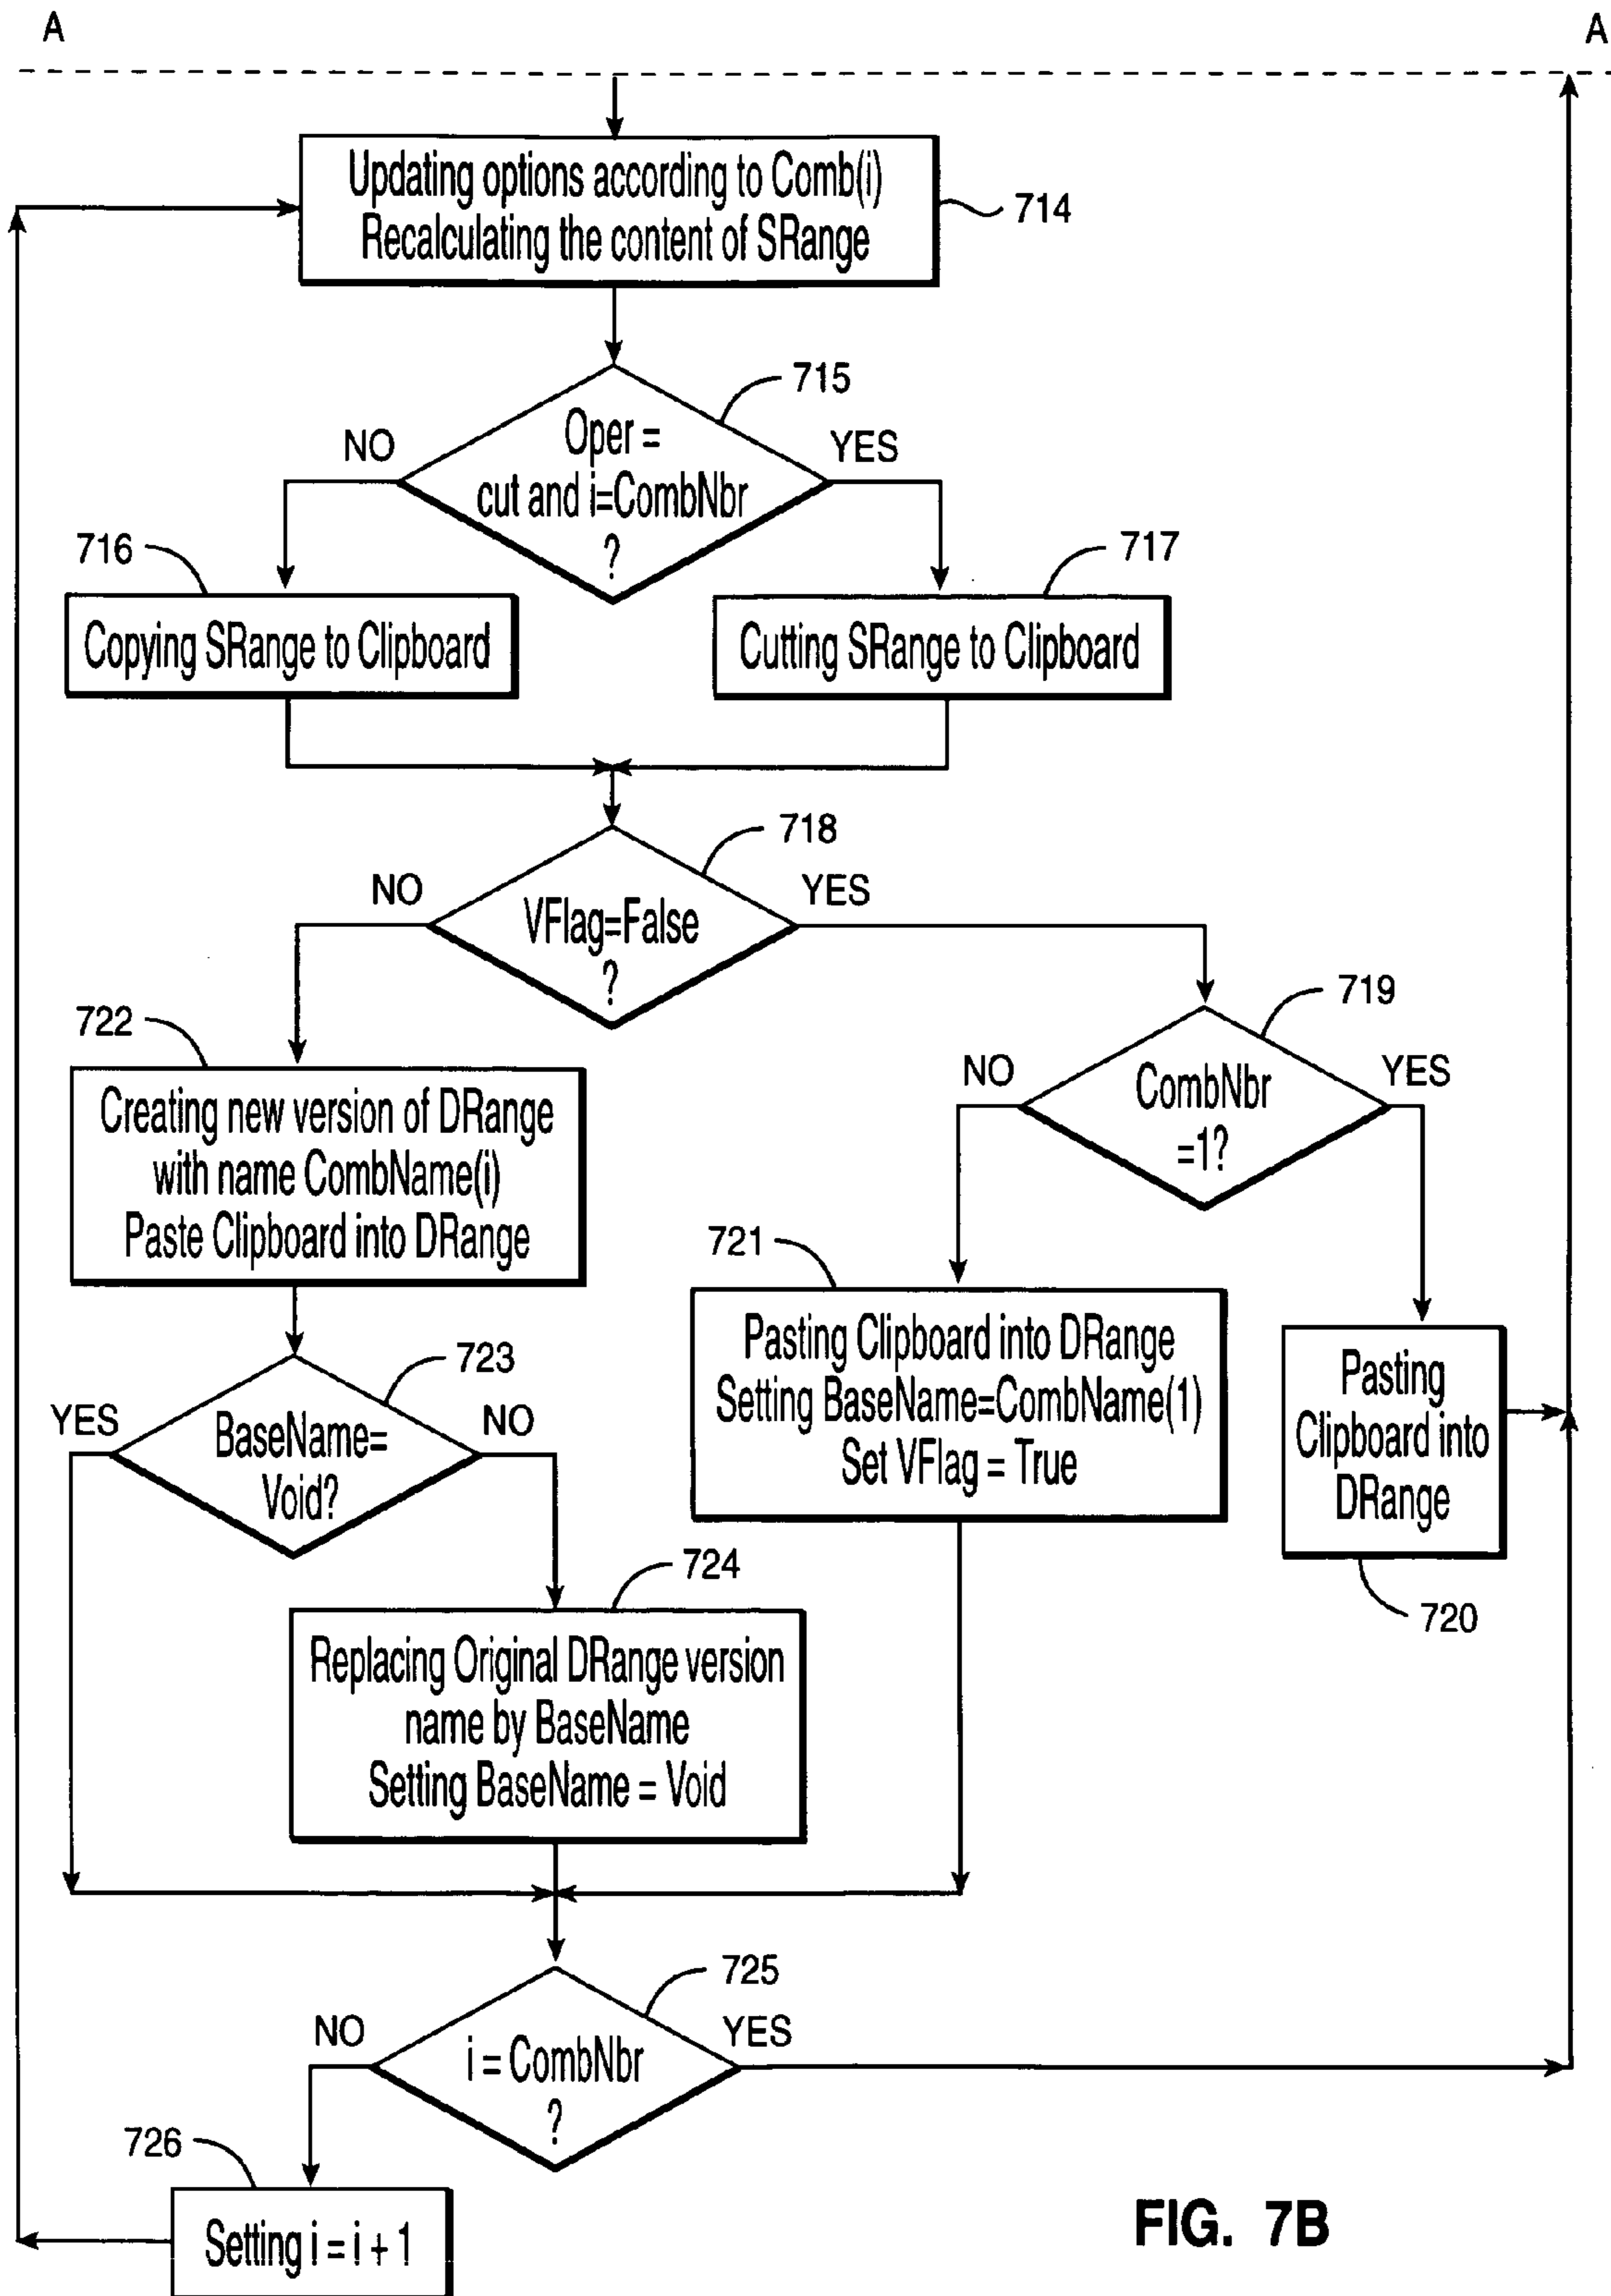 A
A
Updating options according to Comb(i)
Recalculating the content of SRange
714
715
NO
Oper =
cut and i=CombNbr
?
YES
716
717
Copying SRange to Clipboard
Cutting SRange to Clipboard
718
NO
VFlag=False
?
YES
719
722
NO
CombNbr
=1?
YES
Creating new version of DRange
with name CombName(i)
Paste Clipboard into DRange
721
Pasting Clipboard into DRange
Setting BaseName=CombName(1)
Set VFlag = True
Pasting
Clipboard into
DRange
720
723
YES
BaseName=
Void?
NO
724
Replacing Original DRange version
name by BaseName
Setting BaseName = Void
725
NO
i = CombNbr
?
YES
726
Setting i = i + 1
FIG. 7B